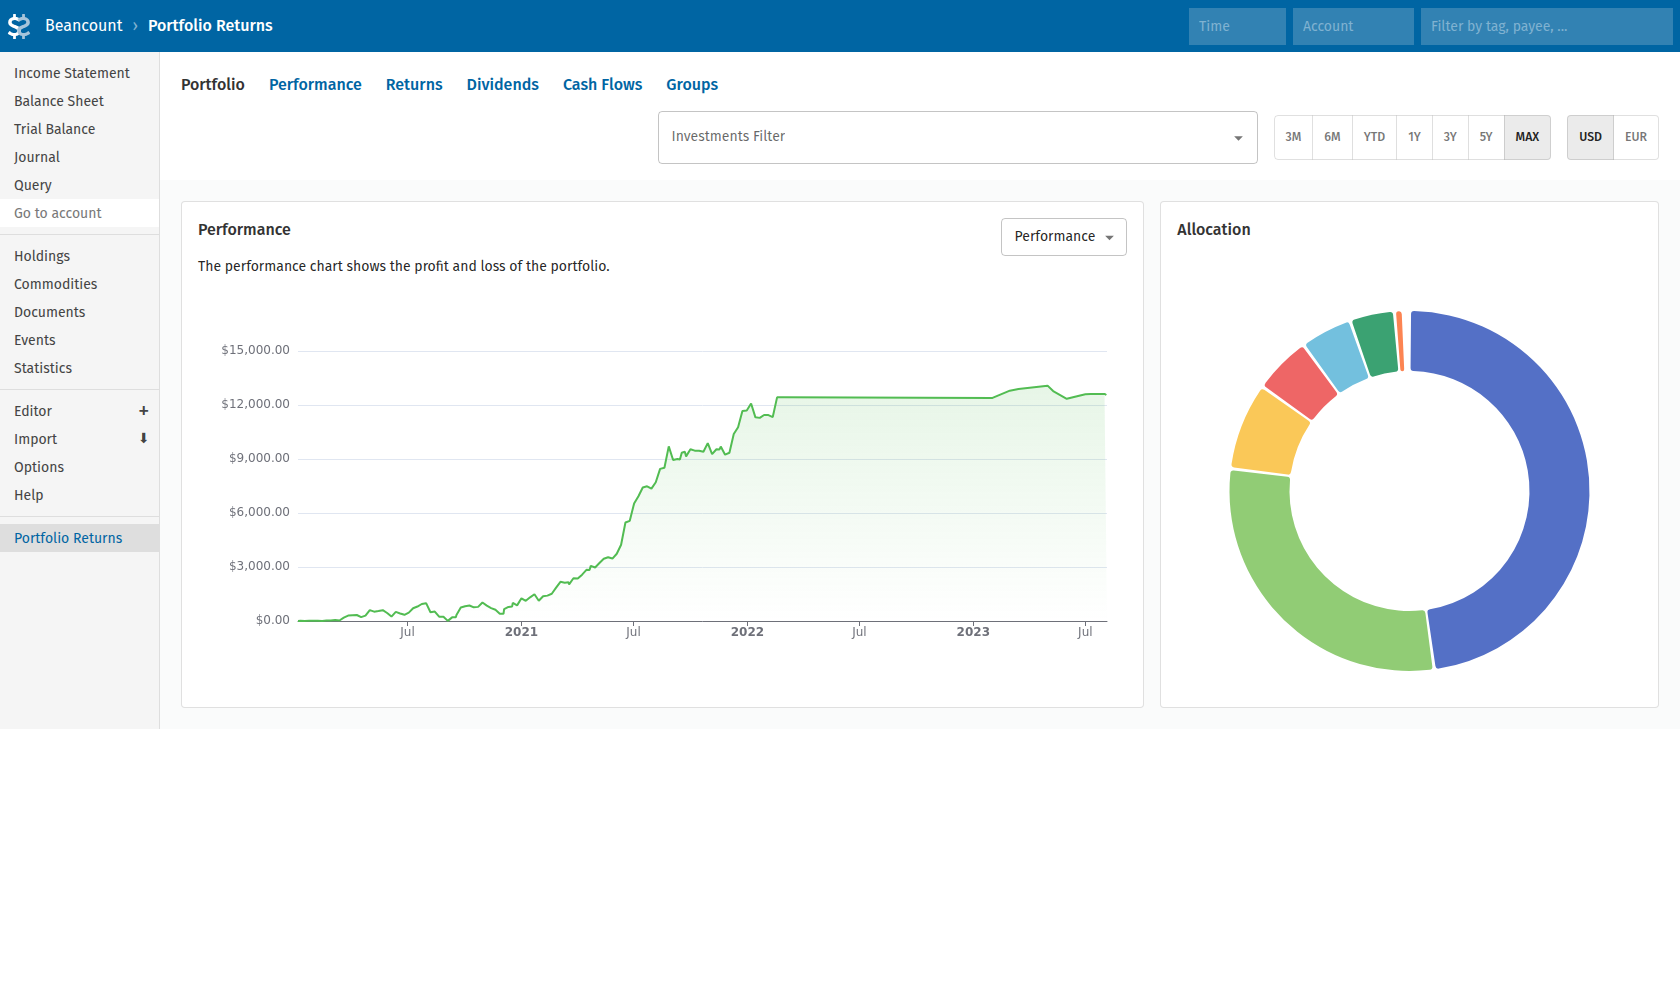 Beancount › Portfolio Returns
Time
Account
Filter by tag, payee, ...
Income Statement
Balance Sheet
Trial Balance
Journal
Query
Go to account
Holdings
Commodities
Documents
Events
Statistics
Editor +
Import
Options
Help
Portfolio Returns
Portfolio Performance Returns Dividends Cash Flows Groups
Investments Filter
3M 6M YTD 1Y 3Y 5Y MAX
USD EUR
Performance
Performance
The performance chart shows the profit and loss of the portfolio.
$15,000.00
$12,000.00
$9,000.00
$6,000.00
$3,000.00
$0.00
Jul 2021 Jul 2022 Jul 2023 Jul
Allocation